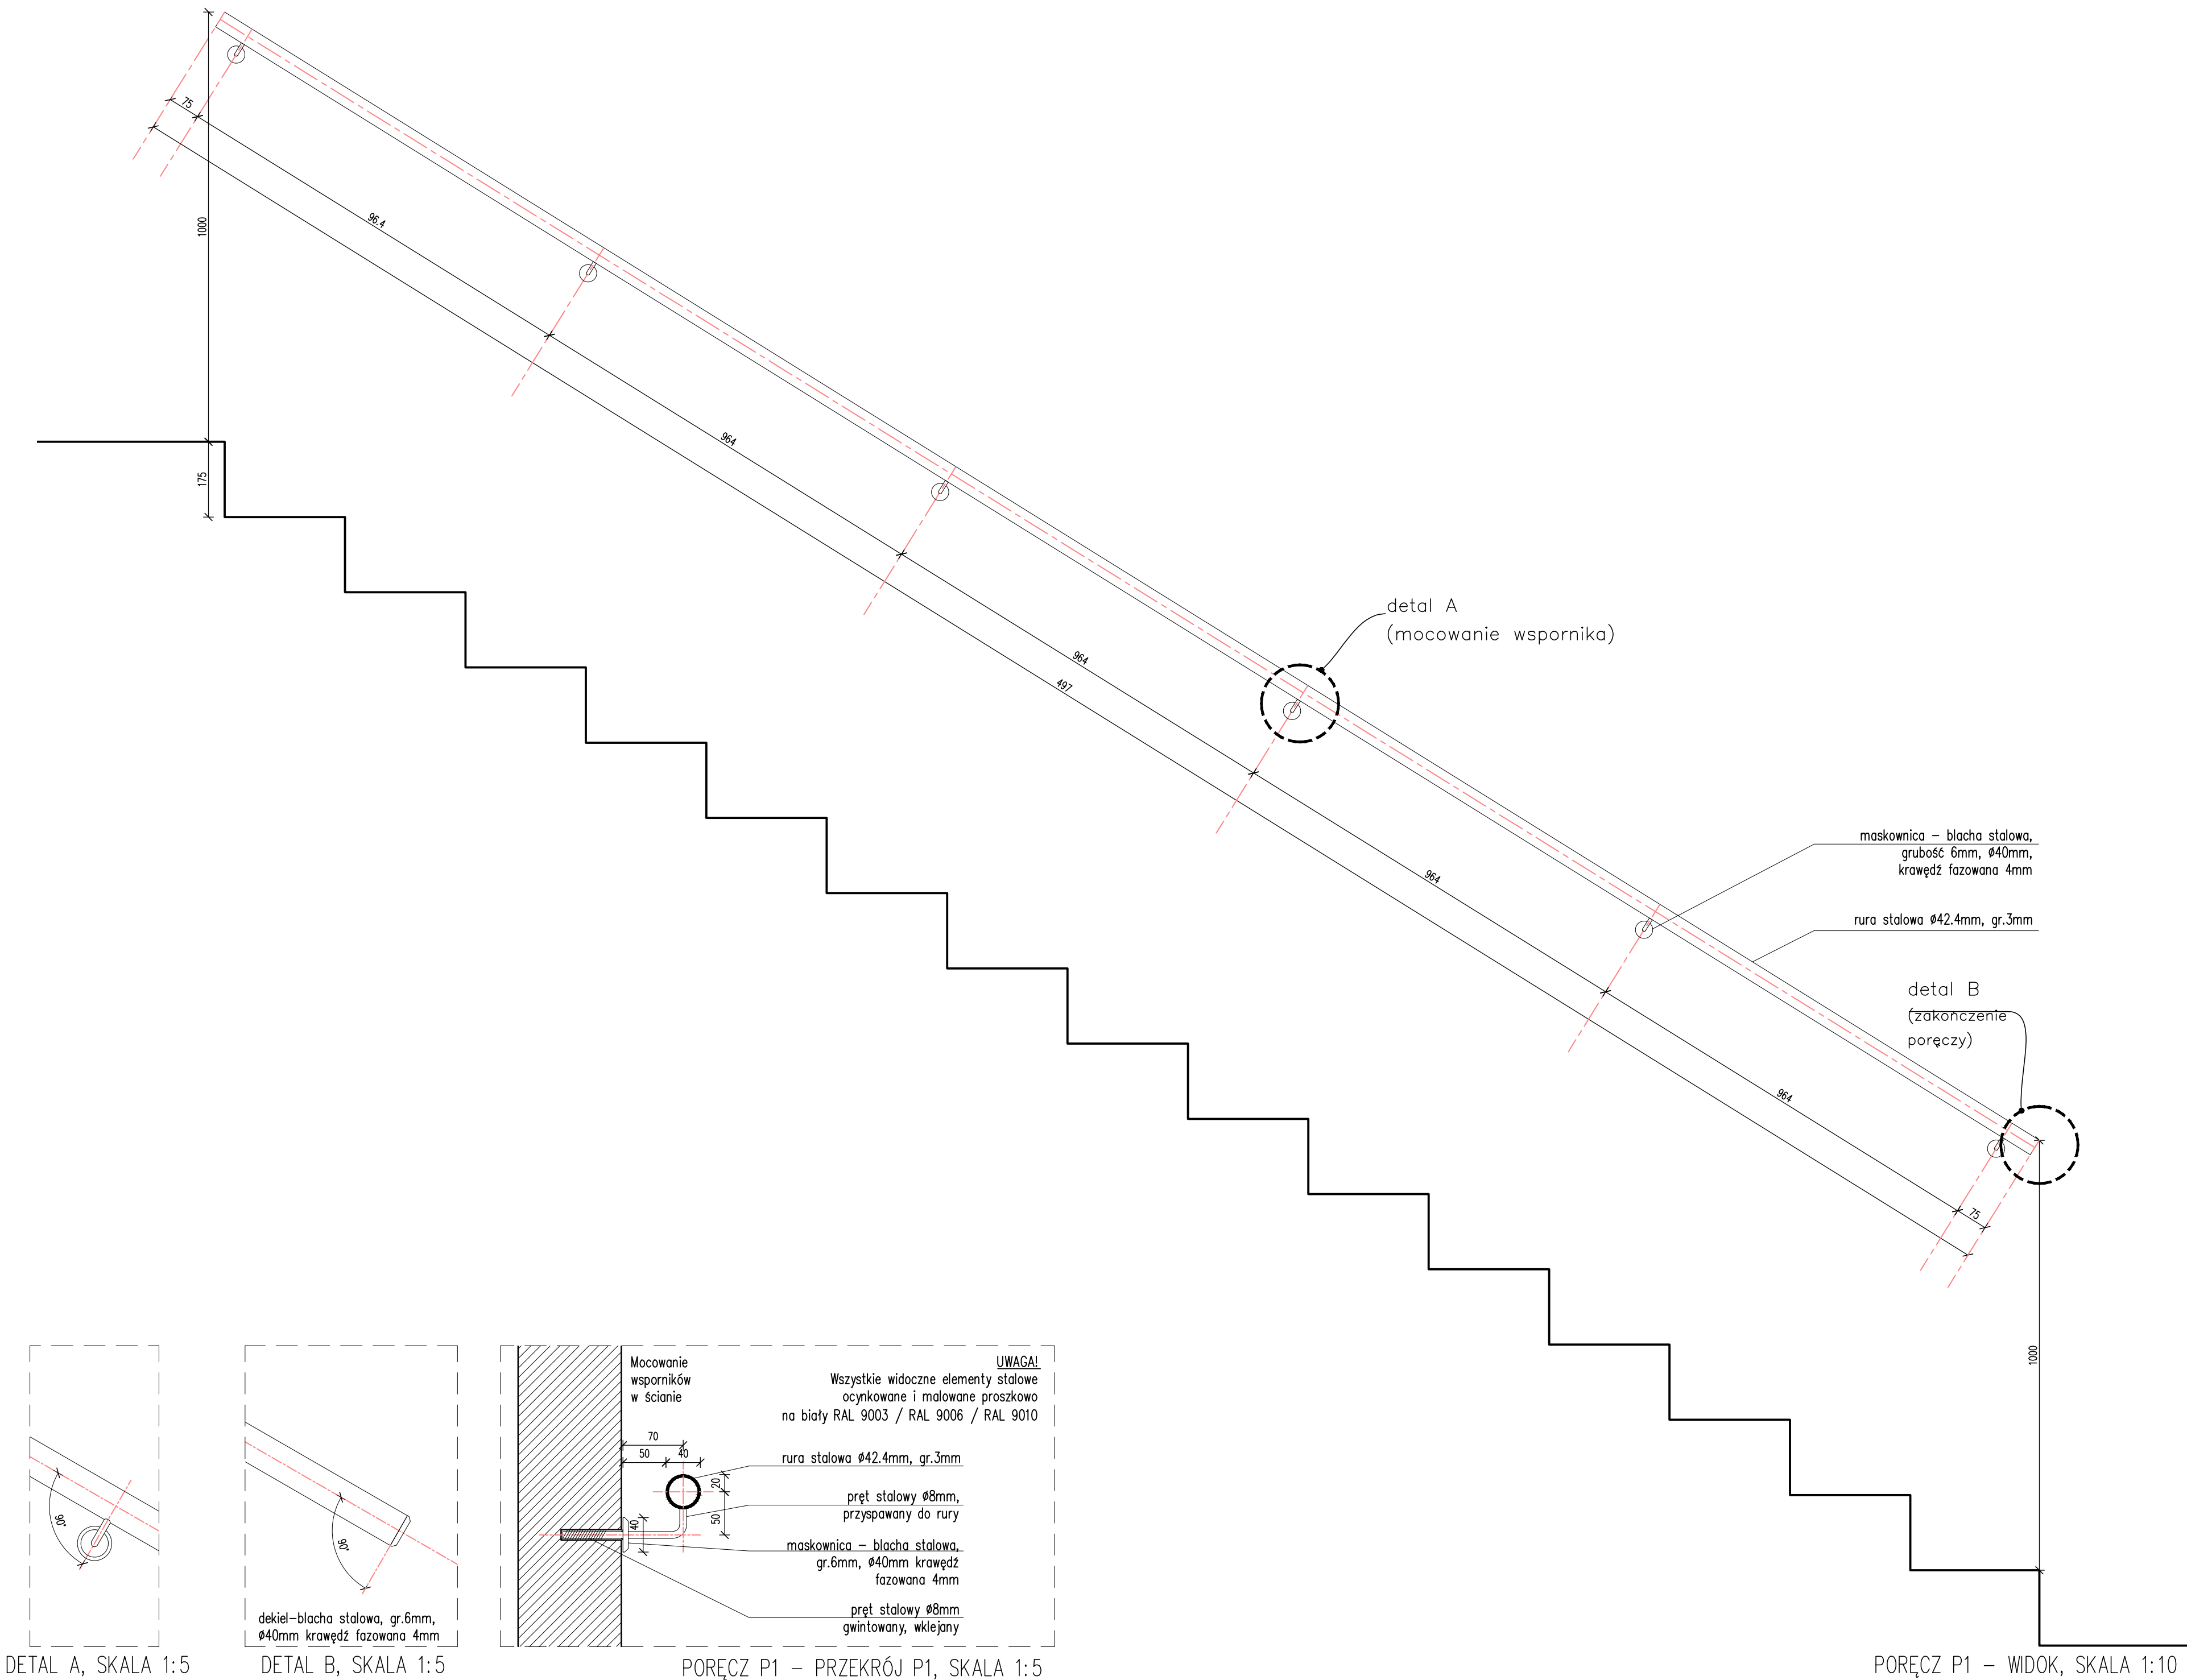 75
1000
96.4
175
964
964
497
964
964
75
1000
detal A
(mocowanie wspornika)
maskownica – blacha stalowa,
grubość 6mm, ø40mm,
krawędź fazowana 4mm
rura stalowa ø42.4mm, gr.3mm
detal B
(zakończenie
poręczy)
90°
DETAL A, SKALA 1:5
90°
dekiel–blacha stalowa, gr.6mm,
ø40mm krawędź fazowana 4mm
DETAL B, SKALA 1:5
Mocowanie
wsporników
w ścianie
UWAGA!
Wszystkie widoczne elementy stalowe
ocynkowane i malowane proszkowo
na biały RAL 9003 / RAL 9006 / RAL 9010
70
50
40
20
50
40
rura stalowa ø42.4mm, gr.3mm
pręt stalowy ø8mm,
przyspawany do rury
maskownica – blacha stalowa,
gr.6mm, ø40mm krawędź
fazowana 4mm
pręt stalowy ø8mm
gwintowany, wklejany
PORĘCZ P1 – PRZEKRÓJ P1, SKALA 1:5
PORĘCZ P1 – WIDOK, SKALA 1:10